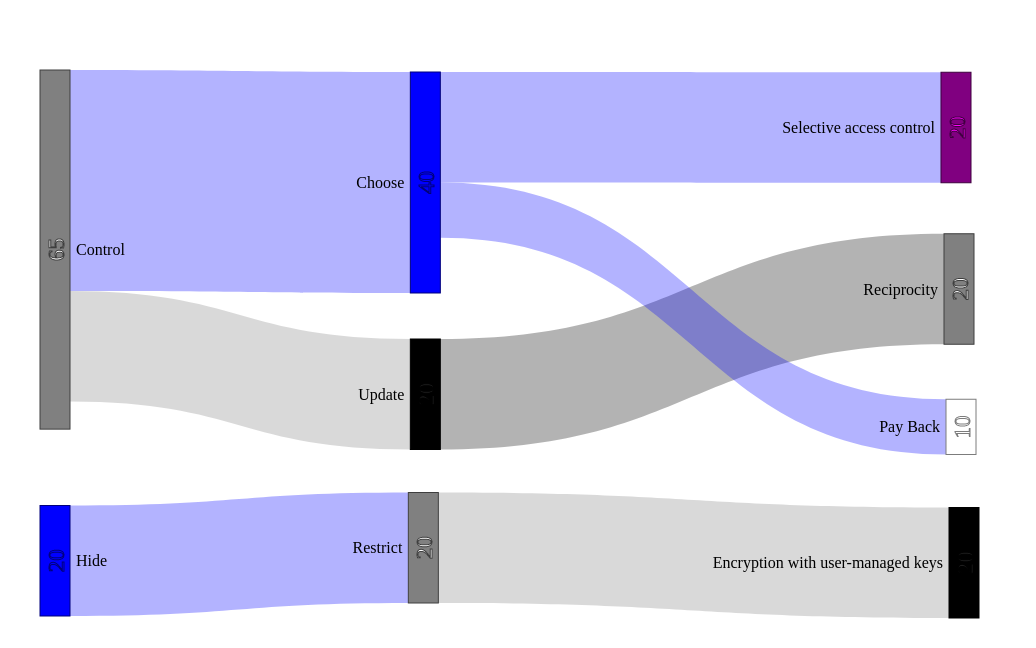 65
Control
Choose
40
Selective access control
20
Update
20
Reciprocity
20
Pay Back
10
20
Hide
Restrict
20
Encryption with user-managed keys
20